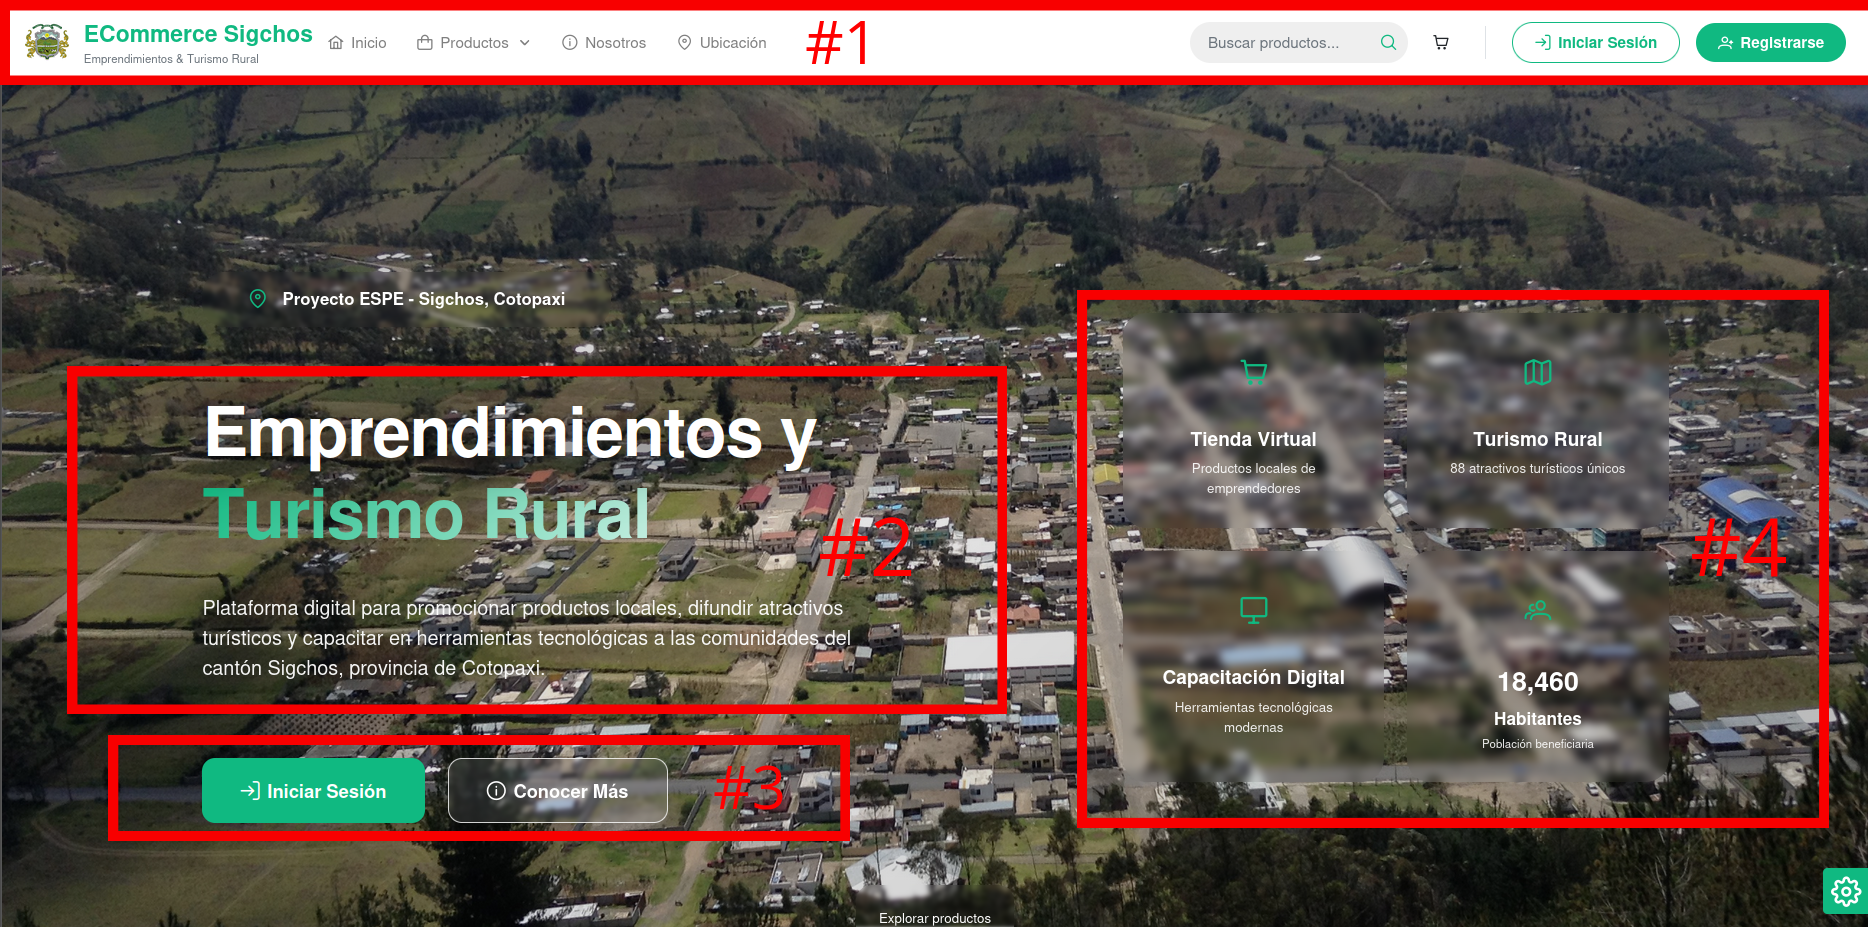 ECommerce Sigchos
Emprendimientos & Turismo Rural
Inicio
Productos
Nosotros
Ubicación
#1
Buscar productos...
Iniciar Sesión
Registrarse
Proyecto ESPE - Sigchos, Cotopaxi
Emprendimientos y
Turismo Rural
#2
Plataforma digital para promocionar productos locales, difundir atractivos
turísticos y capacitar en herramientas tecnológicas a las comunidades del
cantón Sigchos, provincia de Cotopaxi.
Iniciar Sesión
Conocer Más
#3
Tienda Virtual
Productos locales de
emprendedores
Turismo Rural
88 atractivos turísticos únicos
#4
Capacitación Digital
Herramientas tecnológicas
modernas
18,460
Habitantes
Población beneficiaria
Explorar productos